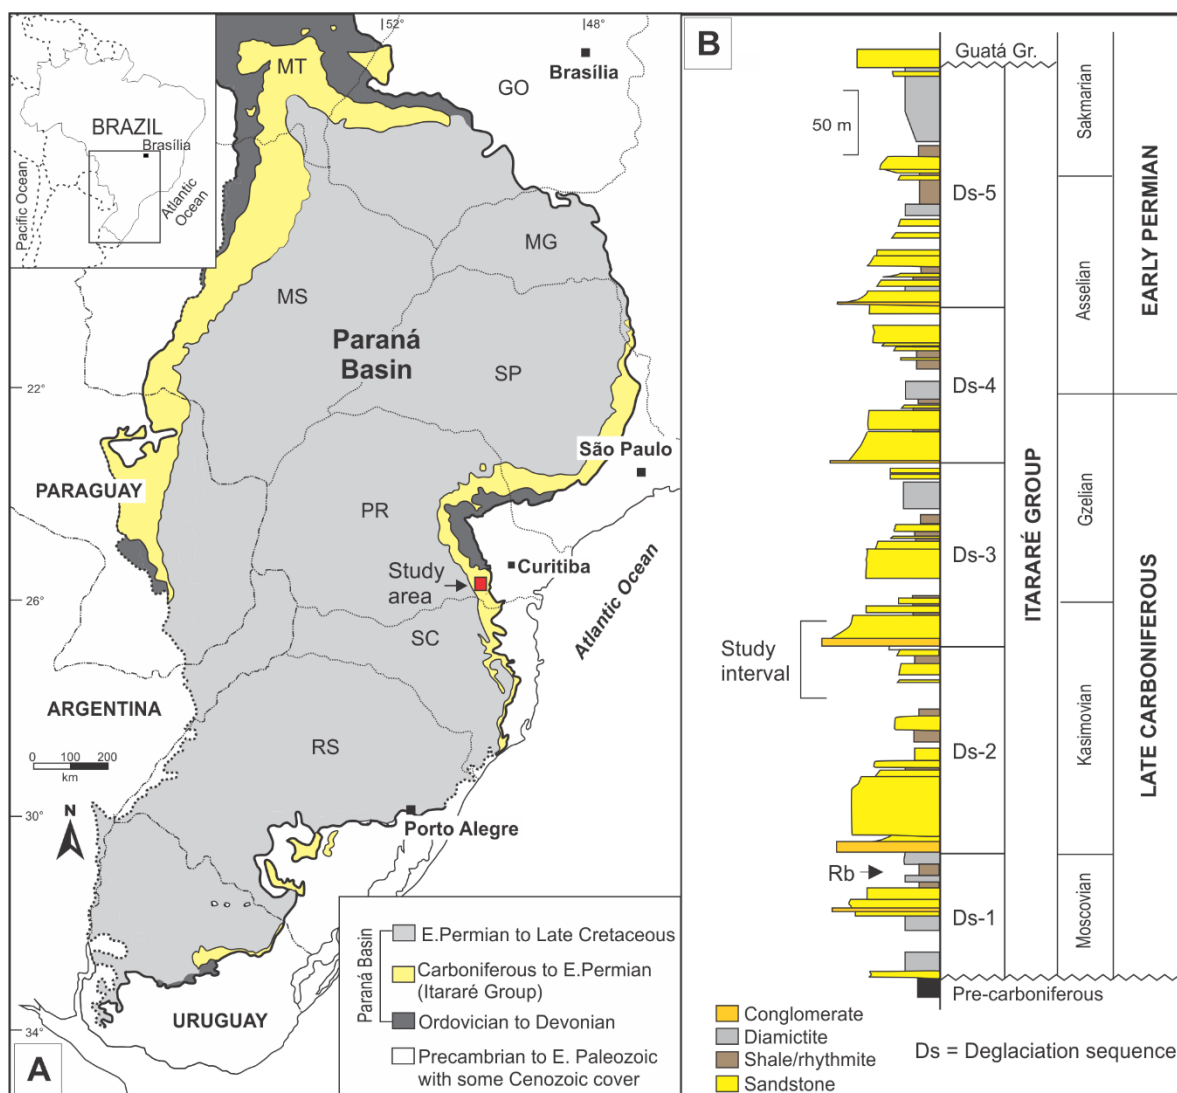 A
BRAZIL
Brasília
Pacific Ocean
Atlantic
Ocean
52°
48°
MT
GO
Brasília
MG
MS
Paraná
Basin
SP
22°
São Paulo
PARAGUAY
PR
Curitiba
Study
area
26°
SC
Atlantic Ocean
ARGENTINA
RS
0 100 200
km
N
30°
Porto Alegre
URUGUAY
34°
Paraná Basin
E.Permian to Late Cretaceous
Carboniferous to E.Permian
(Itararé Group)
Ordovician to Devonian
Precambrian to E. Paleozoic
with some Cenozoic cover
B
Guatá Gr.
50 m
Ds-5
Ds-4
Ds-3
Ds-2
Ds-1
Study
interval
Rb
ITARARÉ GROUP
Sakmarian
Asselian
Gzelian
Kasimovian
Moscovian
EARLY PERMIAN
LATE CARBONIFEROUS
Pre-carboniferous
Conglomerate
Diamictite
Shale/rhythmite
Sandstone
Ds = Deglaciation sequence